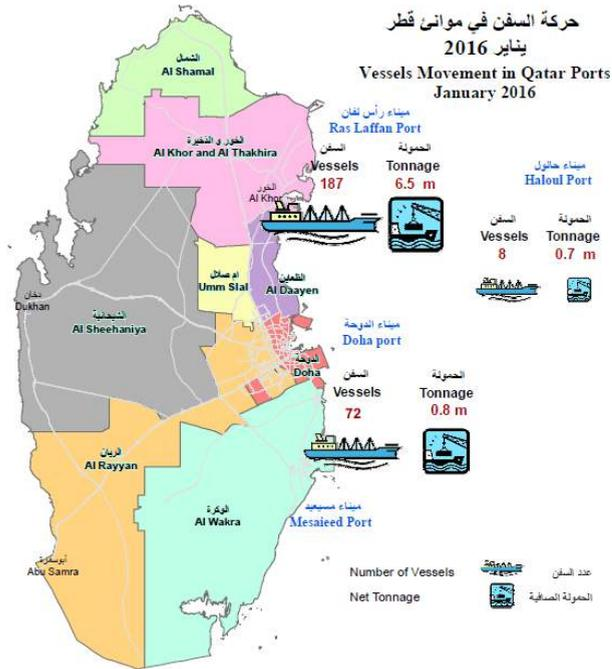 حركة السفن في موانئ قطر
يناير 2016
Vessels Movement in Qatar Ports
January 2016
الشمال
Al Shamal
ميناء رأس لفان
Ras Laffan Port
الخور و الذخيرة
Al Khor and Al Thakhira
السفن
Vessels
187
الحمولة
Tonnage
6.5 m
ميناء حالول
Haloul Port
السفن
Vessels
8
الحمولة
Tonnage
0.7 m
الخور
Al Khor
ام صلال
Umm Slal
الظعاين
Al Daayen
دخان
Dukhan
الشيحانية
Al Sheehaniya
ميناء الدوحة
Doha port
الدوحة
Doha
السفن
Vessels
72
الحمولة
Tonnage
0.8 m
الريان
Al Rayyan
الوكرة
Al Wakra
ميناء مسيعيد
Mesaieed Port
أبوسمرة
Abu Samra
Number of Vessels
عدد السفن
Net Tonnage
الحمولة الصافية